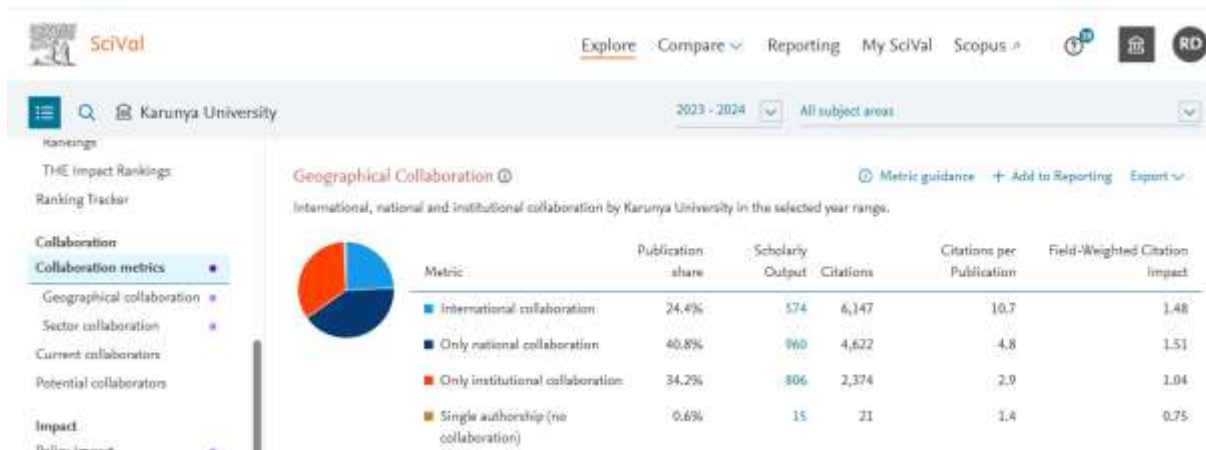 SciVal
Explore Compare Reporting My SciVal Scopus
RD
Karunya University
2023 - 2024 All subject areas
Rankings
THE Impact Rankings
Ranking Tracker
Collaboration
Collaboration metrics
Geographical collaboration
Sector collaboration
Current collaborators
Potential collaborators
Impact
Policy Impact
Geographical Collaboration
Metric guidance + Add to Reporting Export
International, national and institutional collaboration by Karunya University in the selected year range.
Metric Publication share Scholarly Output Citations Citations per Publication Field-Weighted Citation Impact
International collaboration 24.4% 574 6,147 10.7 1.48
Only national collaboration 40.8% 960 4,622 4.8 1.51
Only institutional collaboration 34.2% 806 2,374 2.9 1.04
Single authorship (no collaboration) 0.6% 15 21 1.4 0.75